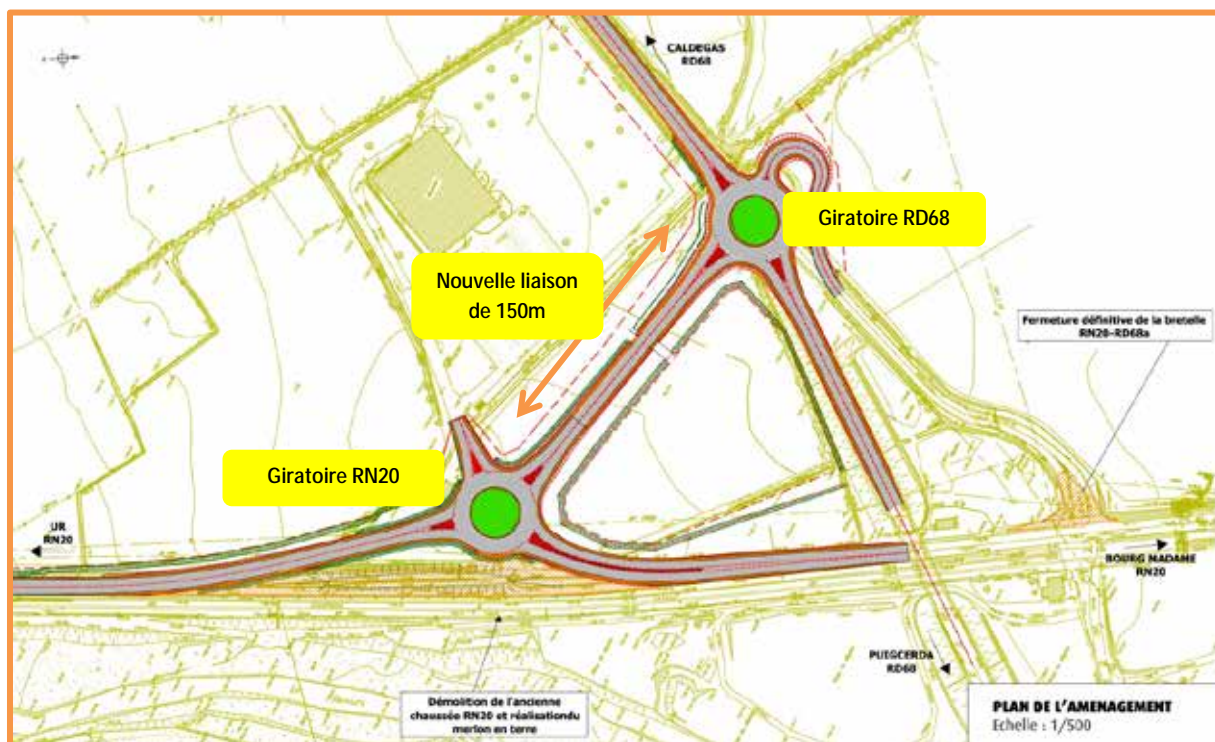 CALDEGAS
RD68
Giratoire RD68
Nouvelle liaison
de 150m
Fermeture définitive de la bretelle
RN20-RD68a
Giratoire RN20
UR
RN20
BOURG MADAME
RN20
PUIGCERDA
RD68
Démolition de l'ancienne
chaussée RN20 et réalisationdu
merlon en terre
PLAN DE L'AMENAGEMENT
Echelle : 1/500